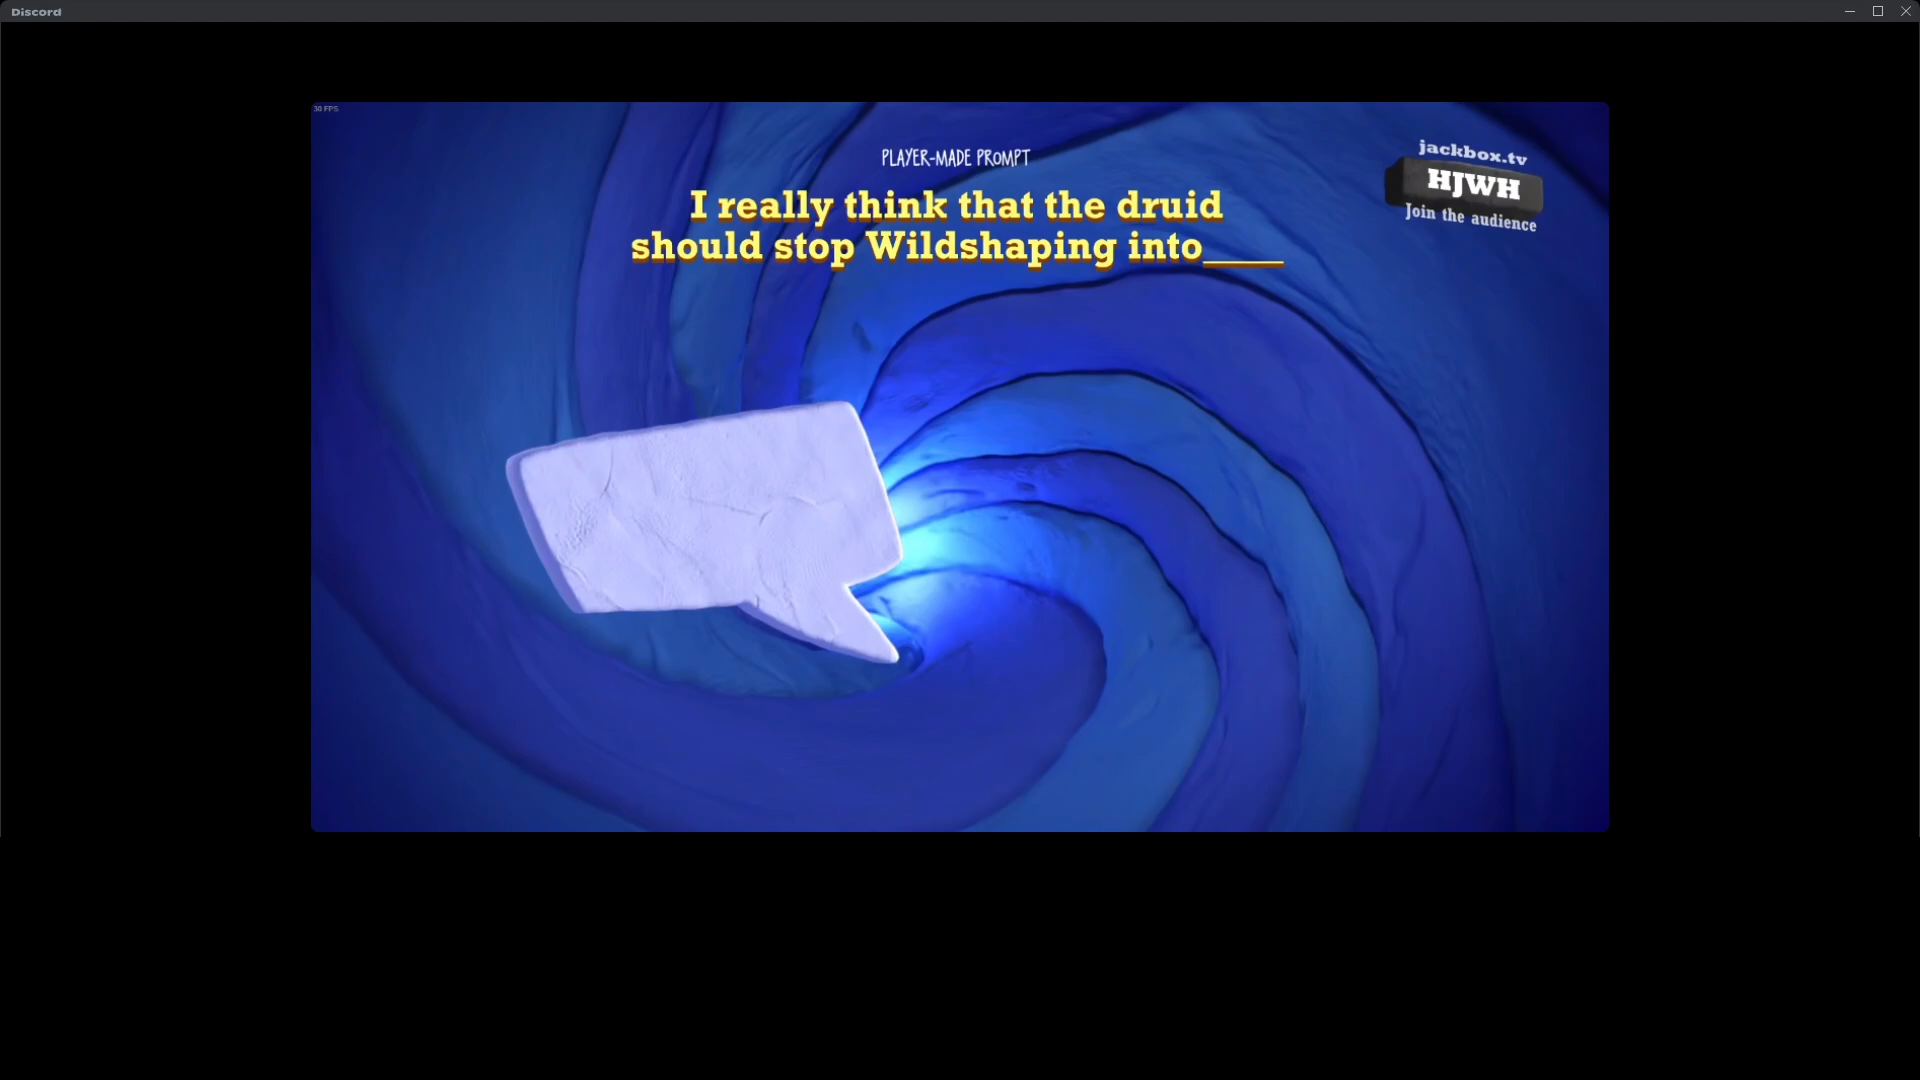 Discord
30 FPS
PLAYER-MADE PROMPT
I really think that the druid
should stop Wildshaping into____
jackbox.tv
HJWH
Join the audience